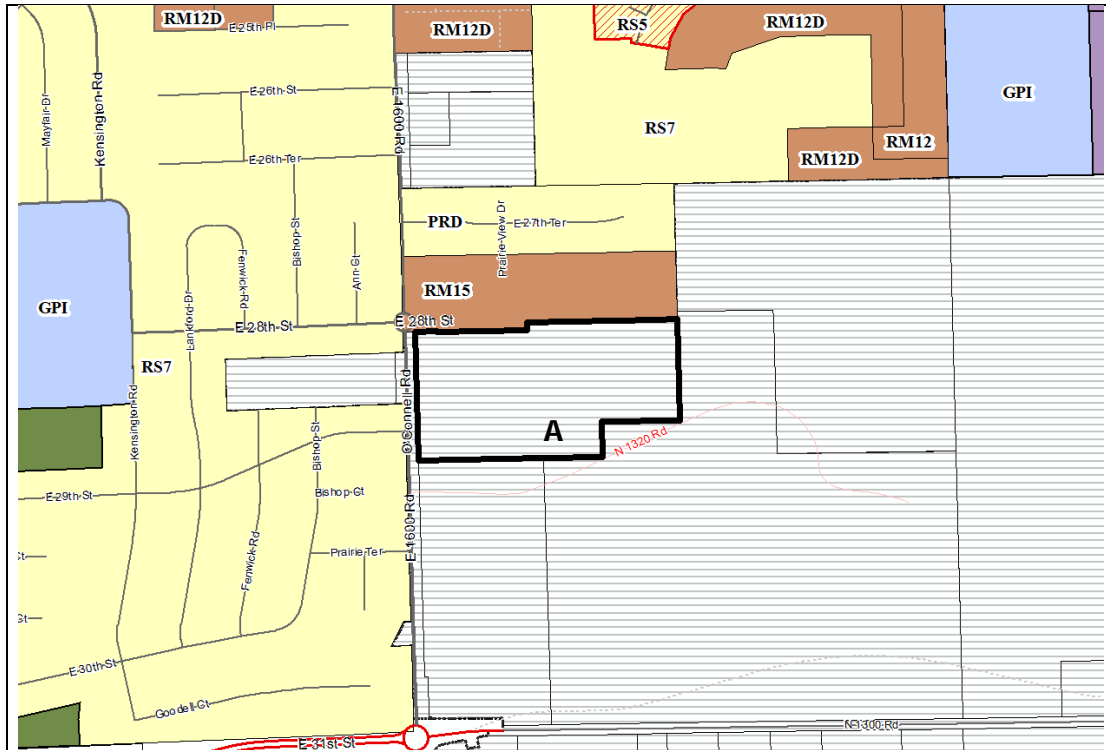 RM12D
E 25th Pl
RM12D
RS5
RM12D
Mayfair Dr
Kensington Rd
E 26th St
E 1600 Rd
GPI
RS7
RM12
RM12D
E 26th Ter
Bishop St
Ann Ct
PRD
Prairie View Dr
E 27th Ter
Fenwick Rd
RM15
GPI
Lankford Dr
E 28th St
E 28th St
RS7
O'Connell Rd
Kensington Rd
A
N 1320 Rd
Bishop St
E 29th St
Bishop Ct
E 1600 Rd
Fenwick Rd
Prairie Ter
Ct
St
E 30th St
Goodell Ct
E 31st St
N 1300 Rd